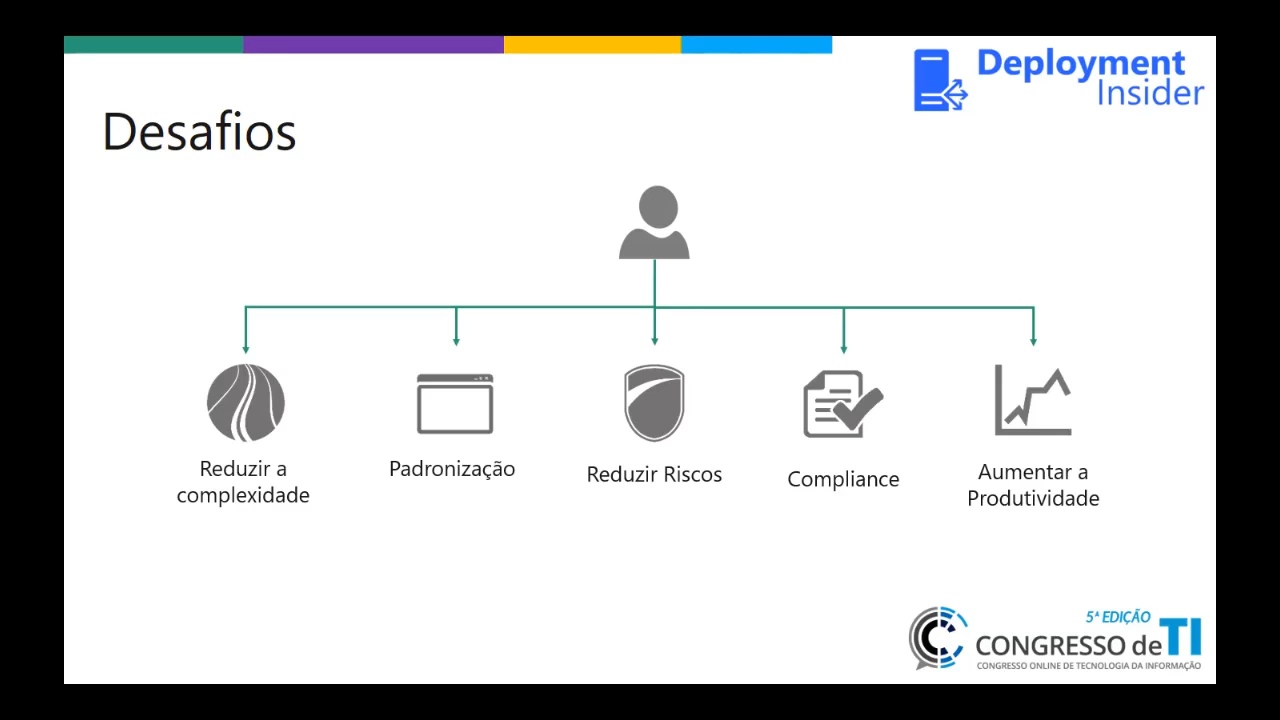 Deployment
Insider
Desafios
Reduzir a
complexidade
Padronização
Reduzir Riscos
Compliance
Aumentar a
Produtividade
5ª EDIÇÃO
CONGRESSO de TI
CONGRESSO ONLINE DE TECNOLOGIA DA INFORMAÇÃO